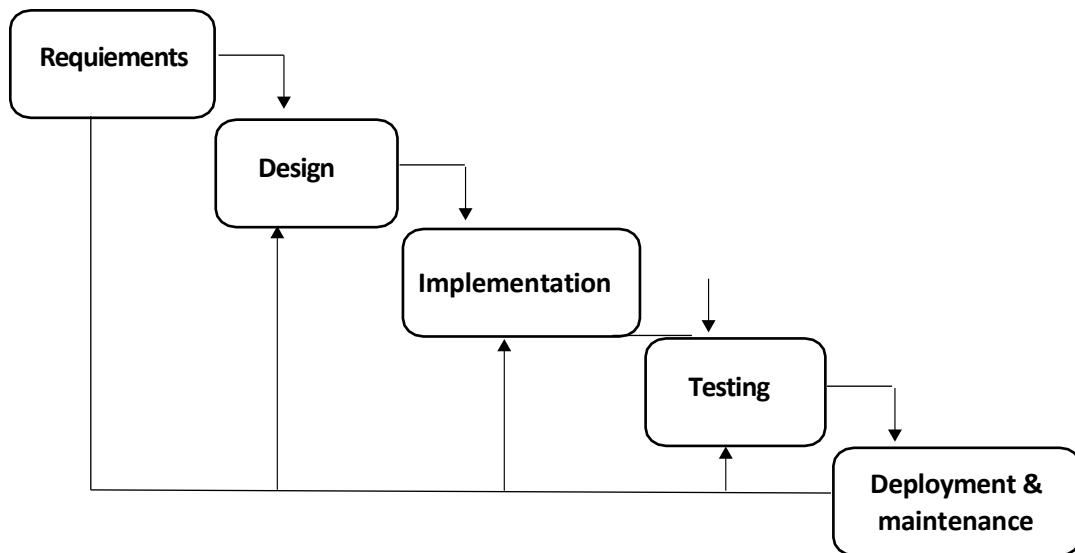 Requiements
Design
Implementation
Testing
Deployment &
maintenance